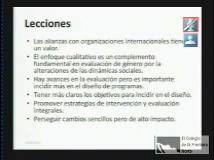 Lecciones
• Las alianzas con organizaciones internacionales tienen
un valor.
• El enfoque cualitativo es un complemento
fundamental en evaluación de género por la
alteraciones de las dinámicas sociales.
• Hay avances en la evaluación pero es importante
incidir mas en el diseño de programas.
• Tener más claros los objetivos para incidir en el diseño.
• Promover estrategias de intervención y evaluación
integrales.
• Perseguir cambios sencillos pero de alto impacto.
El Colegio
de la Frontera
Norte